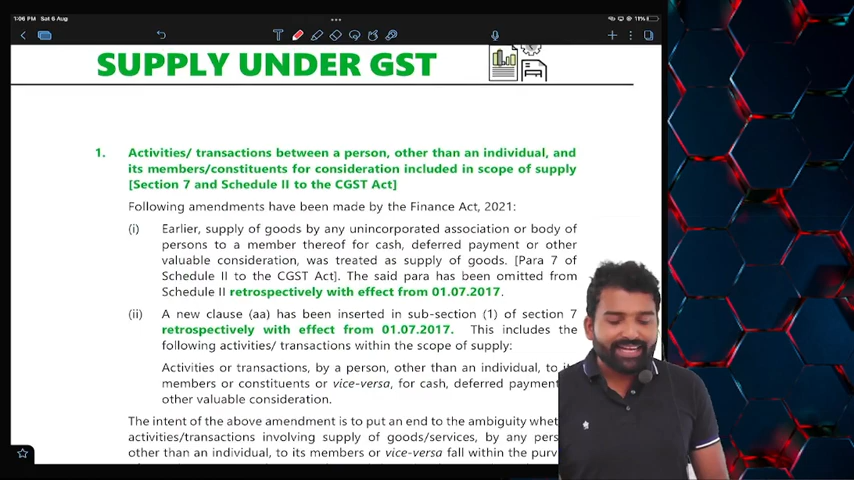 1:06 PM Sat 6 Aug
11%
SUPPLY UNDER GST
1. Activities/ transactions between a person, other than an individual, and
its members/constituents for consideration included in scope of supply
[Section 7 and Schedule II to the CGST Act]
Following amendments have been made by the Finance Act, 2021:
(i) Earlier, supply of goods by any unincorporated association or body of
persons to a member thereof for cash, deferred payment or other
valuable consideration, was treated as supply of goods. [Para 7 of
Schedule II to the CGST Act]. The said para has been omitted from
Schedule II retrospectively with effect from 01.07.2017.
(ii) A new clause (aa) has been inserted in sub-section (1) of section 7
retrospectively with effect from 01.07.2017. This includes the
following activities/ transactions within the scope of supply:
Activities or transactions, by a person, other than an individual, to
members or constituents or vice-versa, for cash, deferred payment
other valuable consideration.
The intent of the above amendment is to put an end to the ambiguity
activities/transactions involving supply of goods/services, by any
other than an individual, to its members or vice-versa fall within the